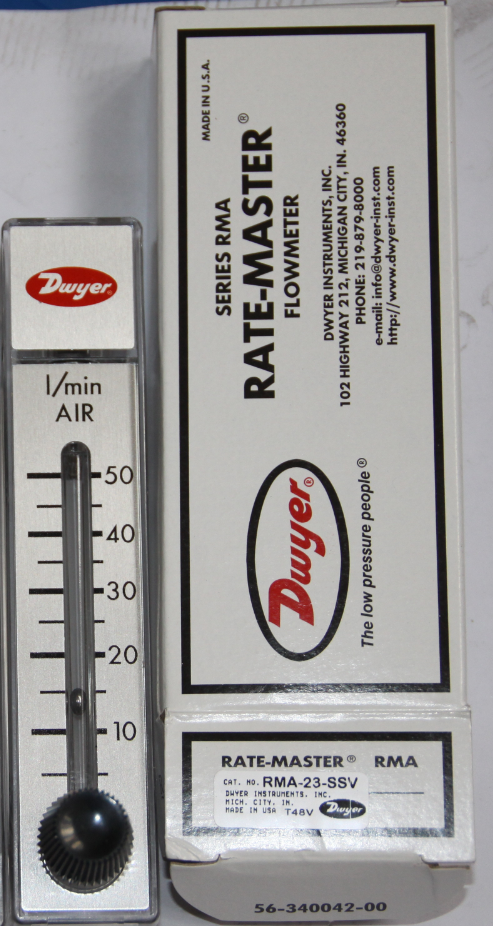 Dwyer®
l/min
AIR
50
40
30
20
10
MADE IN U.S.A.
SERIES RMA
RATE-MASTER®
FLOWMETER
DWYER INSTRUMENTS, INC.
102 HIGHWAY 212, MICHIGAN CITY, IN. 46360
PHONE: 219-879-8000
e-mail: info@dwyer-inst.com
http://www.dwyer-inst.com
Dwyer®
The low pressure people®
RATE-MASTER® RMA
CAT. NO. RMA-23-SSV
DWYER INSTRUMENTS, INC.
MICH. CITY, IN.
MADE IN USA T48V Dwyer
56-340042-00